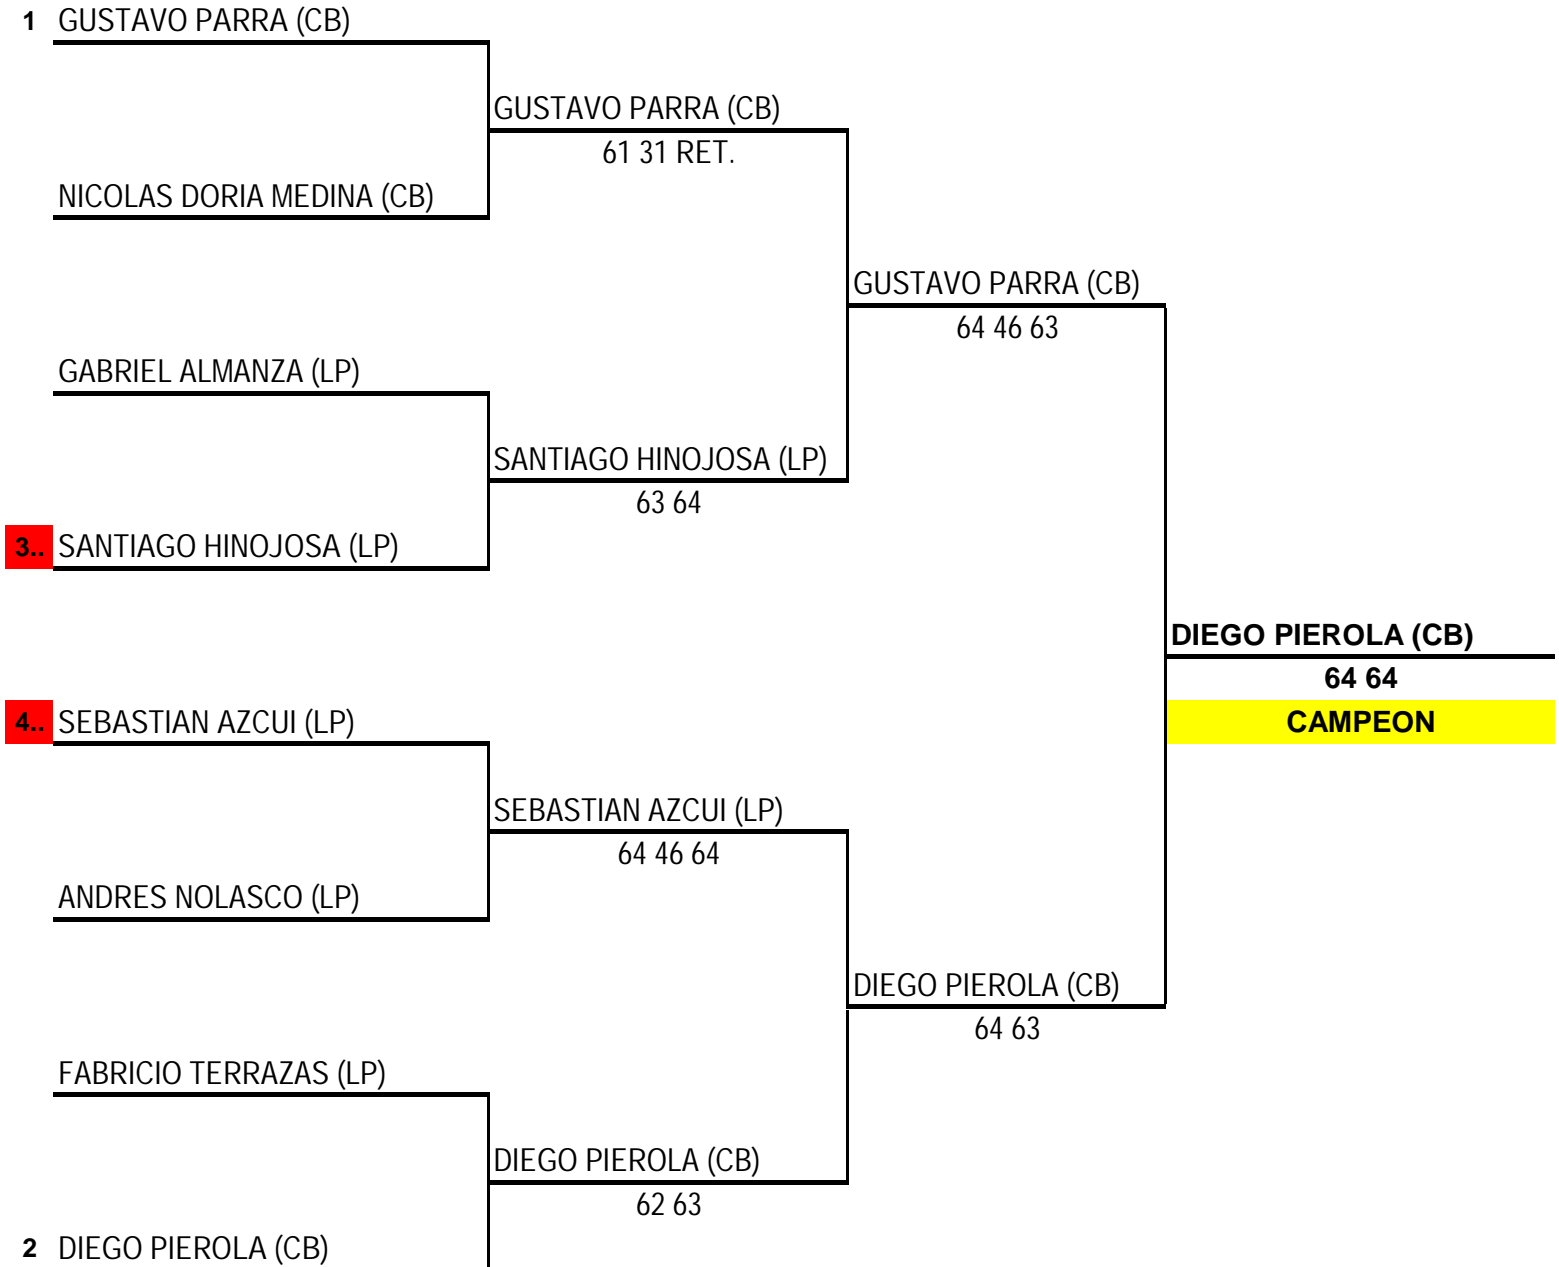 1 GUSTAVO PARRA (CB)
GUSTAVO PARRA (CB)
61 31 RET.
NICOLAS DORIA MEDINA (CB)
GUSTAVO PARRA (CB)
64 46 63
GABRIEL ALMANZA (LP)
SANTIAGO HINOJOSA (LP)
63 64
3.. SANTIAGO HINOJOSA (LP)
DIEGO PIEROLA (CB)
64 64
4.. SEBASTIAN AZCUI (LP)
CAMPEON
SEBASTIAN AZCUI (LP)
64 46 64
ANDRES NOLASCO (LP)
DIEGO PIEROLA (CB)
64 63
FABRICIO TERRAZAS (LP)
DIEGO PIEROLA (CB)
62 63
2 DIEGO PIEROLA (CB)